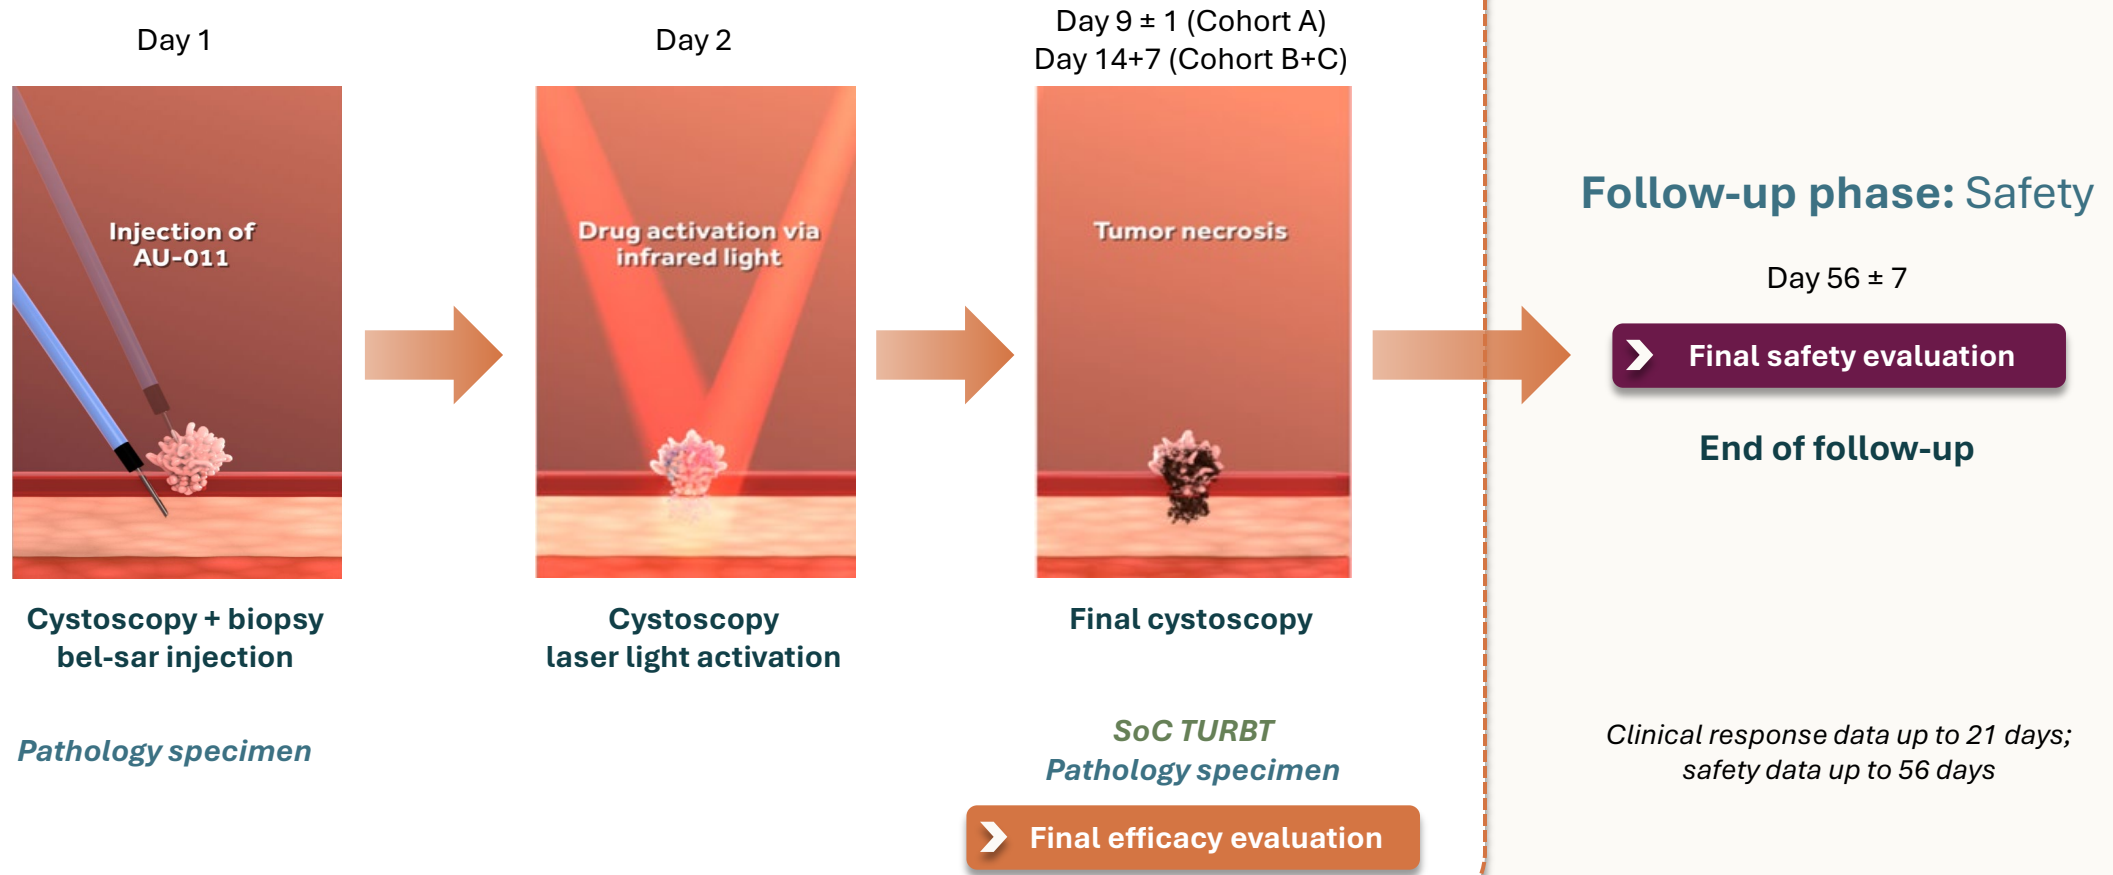 Day 1
Injection of
AU-011
Cystoscopy + biopsy
bel-sar injection
Pathology specimen
Day 2
Drug activation via
infrared light
Cystoscopy
laser light activation
Day 9 ± 1 (Cohort A)
Day 14+7 (Cohort B+C)
Tumor necrosis
Final cystoscopy
SoC TURBT
Pathology specimen
Final efficacy evaluation
Follow-up phase: Safety
Day 56 ± 7
Final safety evaluation
End of follow-up
Clinical response data up to 21 days;
safety data up to 56 days